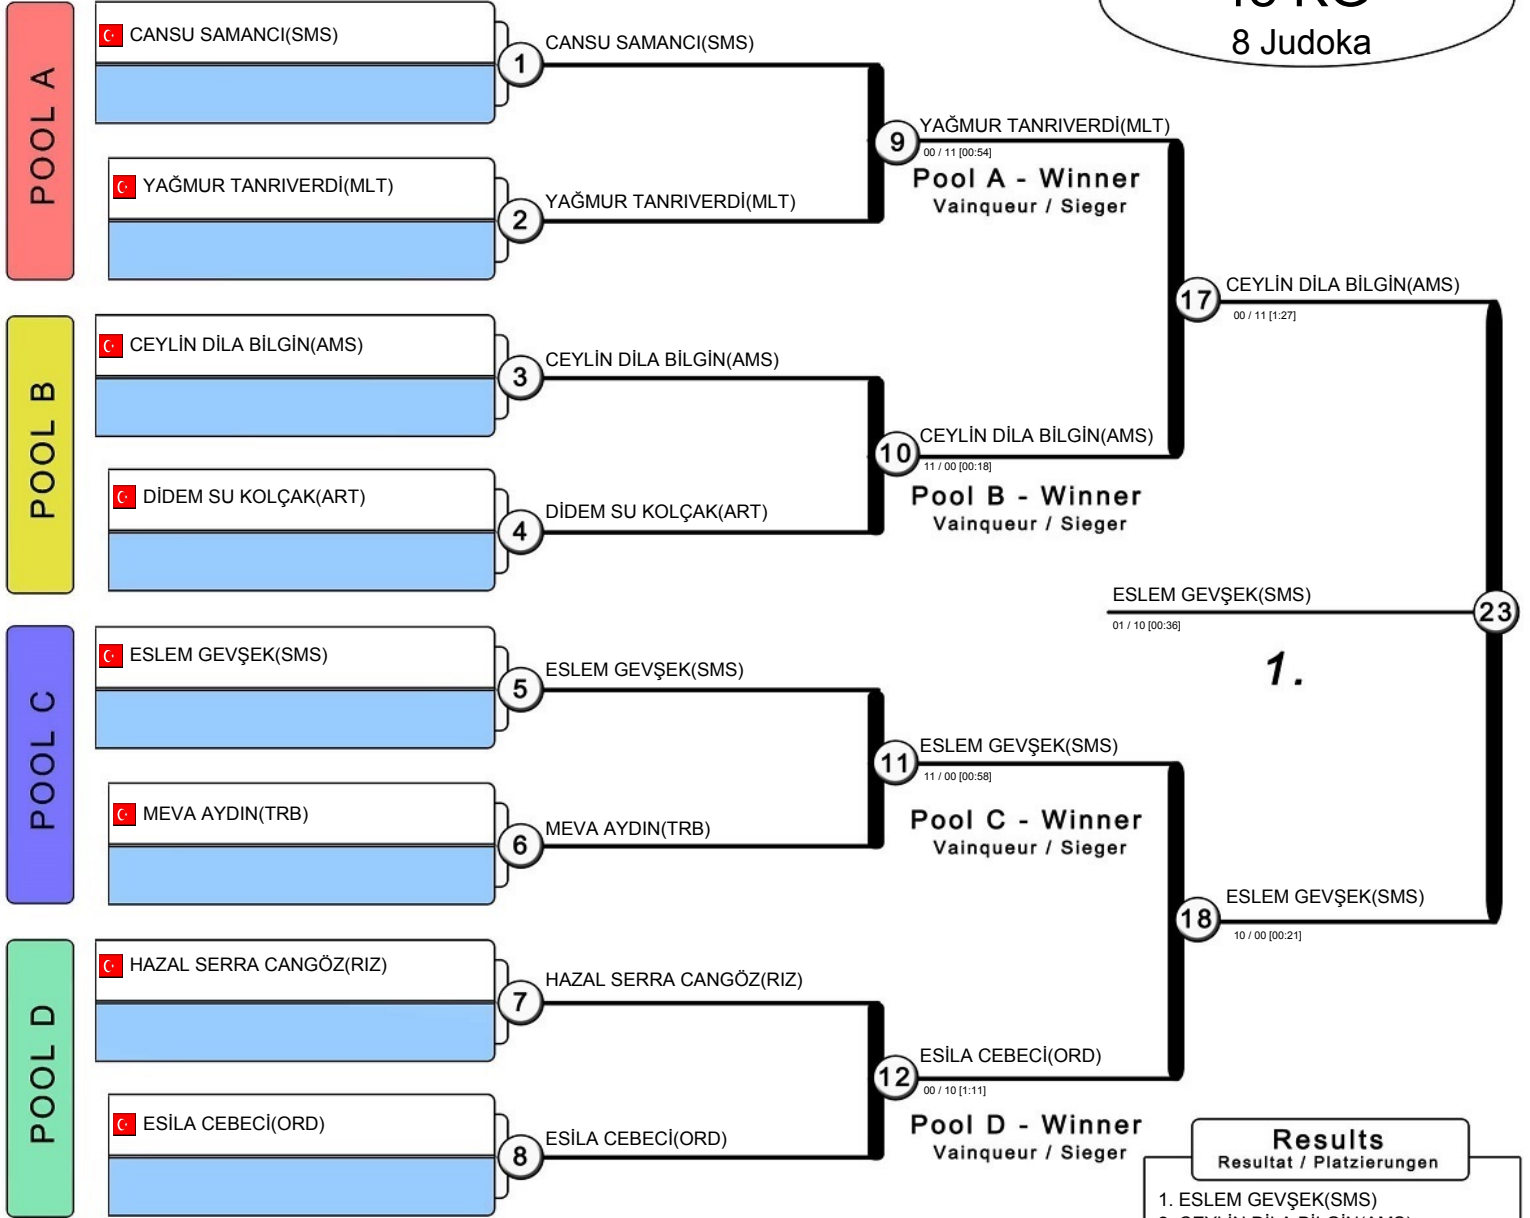 8 Judoka
POOL A
CANSU SAMANCI(SMS)
1
CANSU SAMANCI(SMS)
YAĞMUR TANRIVERDİ(MLT)
2
YAĞMUR TANRIVERDİ(MLT)
9
YAĞMUR TANRIVERDİ(MLT)
00 / 11 [00:54]
Pool A - Winner
Vainqueur / Sieger
POOL B
CEYLİN DİLA BİLGİN(AMS)
3
CEYLİN DİLA BİLGİN(AMS)
DİDEM SU KOLÇAK(ART)
4
DİDEM SU KOLÇAK(ART)
10
CEYLİN DİLA BİLGİN(AMS)
11 / 00 [00:18]
Pool B - Winner
Vainqueur / Sieger
17
CEYLİN DİLA BİLGİN(AMS)
00 / 11 [1:27]
POOL C
ESLEM GEVŞEK(SMS)
5
ESLEM GEVŞEK(SMS)
MEVA AYDIN(TRB)
6
MEVA AYDIN(TRB)
11
ESLEM GEVŞEK(SMS)
11 / 00 [00:58]
Pool C - Winner
Vainqueur / Sieger
POOL D
HAZAL SERRA CANGÖZ(RIZ)
7
HAZAL SERRA CANGÖZ(RIZ)
ESİLA CEBECİ(ORD)
8
ESİLA CEBECİ(ORD)
12
ESİLA CEBECİ(ORD)
00 / 10 [1:11]
Pool D - Winner
Vainqueur / Sieger
18
ESLEM GEVŞEK(SMS)
10 / 00 [00:21]
ESLEM GEVŞEK(SMS)
23
01 / 10 [00:36]
1.
Results
Resultat / Platzierungen
1. ESLEM GEVŞEK(SMS)